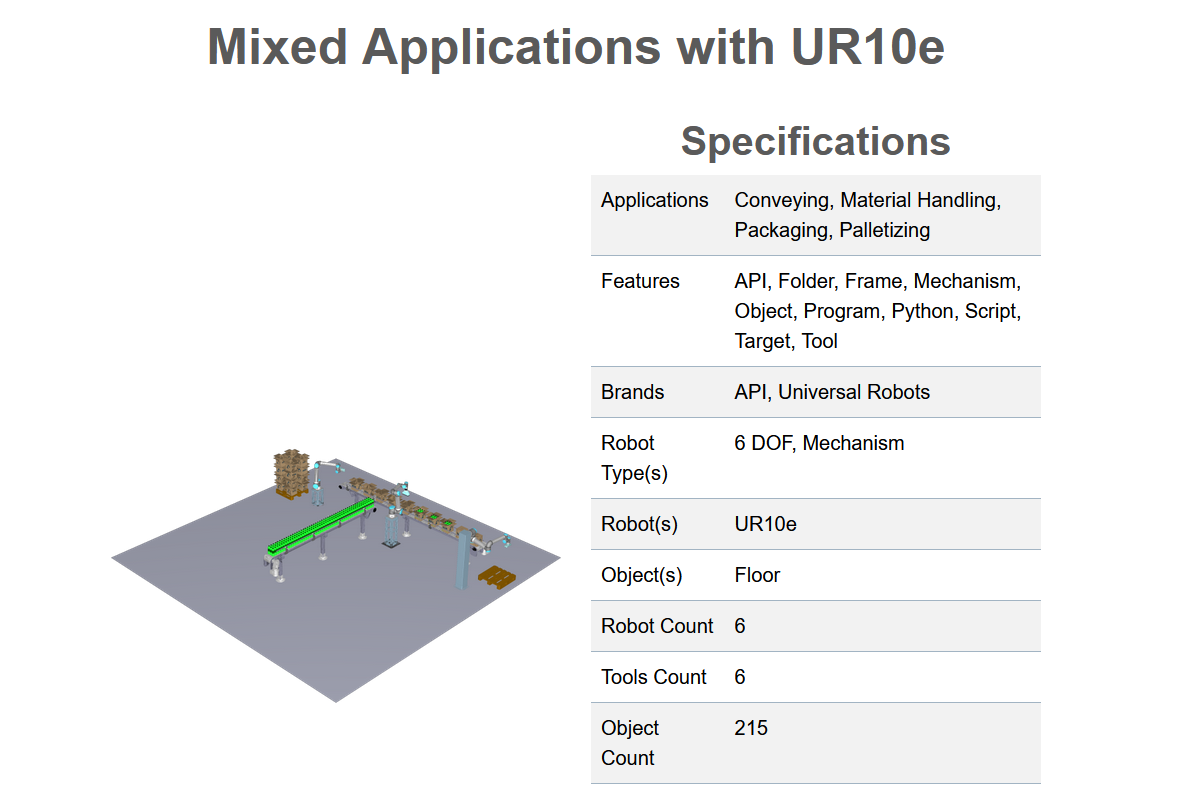 Mixed Applications with UR10e
Specifications
Applications
Conveying, Material Handling,
Packaging, Palletizing
Features
API, Folder, Frame, Mechanism,
Object, Program, Python, Script,
Target, Tool
Brands
API, Universal Robots
Robot
Type(s)
6 DOF, Mechanism
Robot(s)
UR10e
Object(s)
Floor
Robot Count
6
Tools Count
6
Object
Count
215